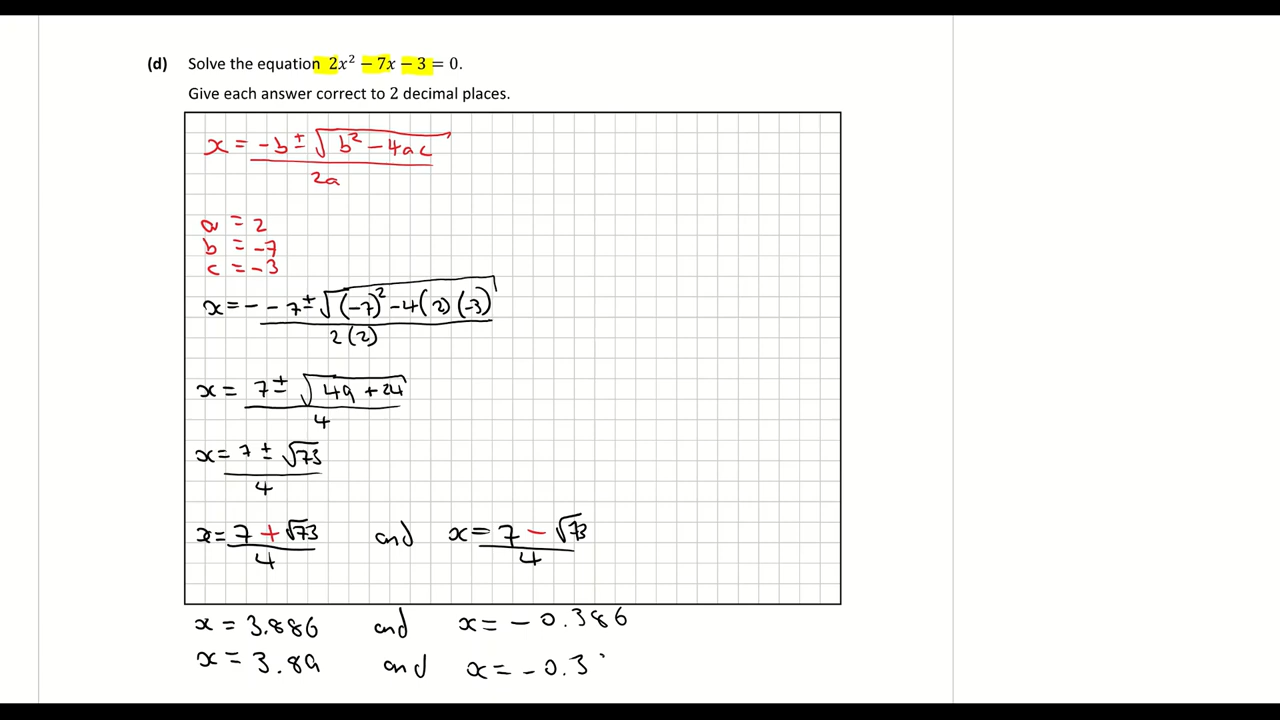 (d) Solve the equation 2x² − 7x − 3 = 0.
Give each answer correct to 2 decimal places.
x = -b ± √(b² - 4ac)
2a
a = 2
b = -7
c = -3
x = - -7 ± √((-7)² - 4(2)(-3))
2(2)
x = 7 ± √(49 + 24)
4
x = 7 ± √73
4
x = 7 + √73 and x = 7 - √73
4 4
x = 3.886 and x = -0.386
x = 3.89 and x = -0.3